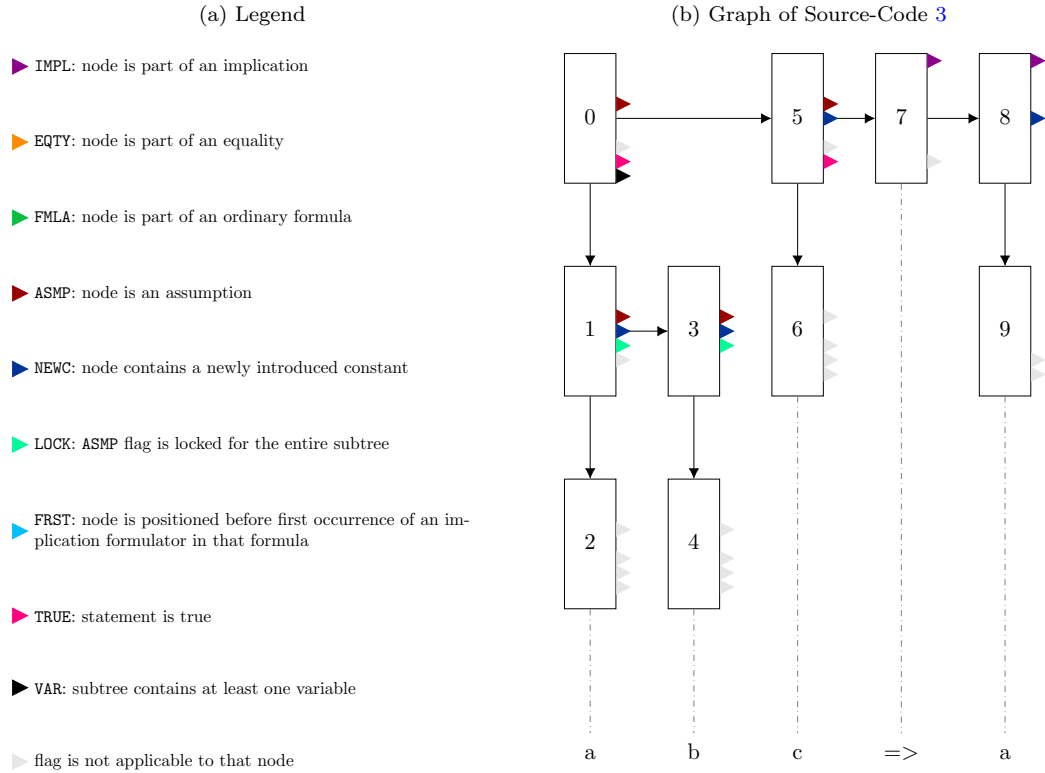 (a) Legend
IMPL: node is part of an implication
EQTY: node is part of an equality
FMLA: node is part of an ordinary formula
ASMP: node is an assumption
NEWC: node contains a newly introduced constant
LOCK: ASMP flag is locked for the entire subtree
FRST: node is positioned before first occurrence of an im-
plication formulator in that formula
TRUE: statement is true
VAR: subtree contains at least one variable
flag is not applicable to that node
(b) Graph of Source-Code 3
0 5 7 8
1 3 6 9
2 4
a b c => a